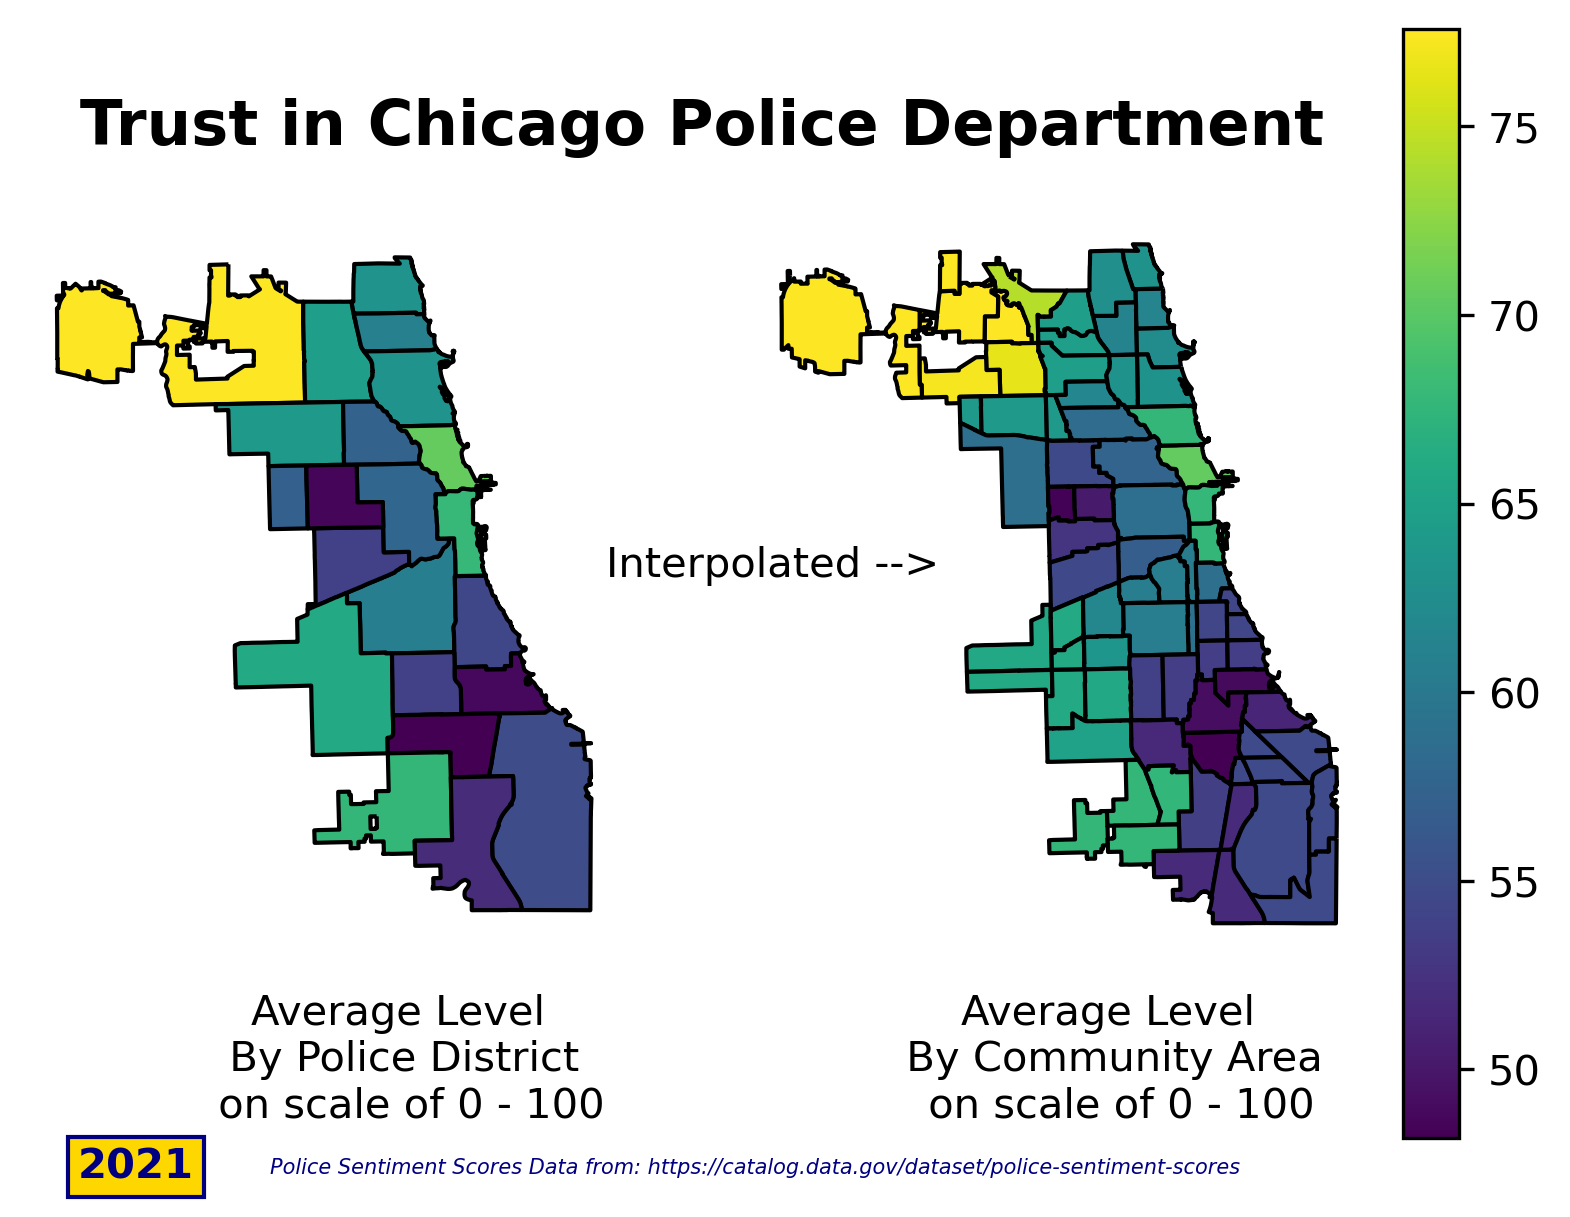 Trust in Chicago Police Department
75
70
65
60
55
50
Interpolated -->
Average Level
By Police District
on scale of 0 - 100
Average Level
By Community Area
on scale of 0 - 100
2021
Police Sentiment Scores Data from: https://catalog.data.gov/dataset/police-sentiment-scores